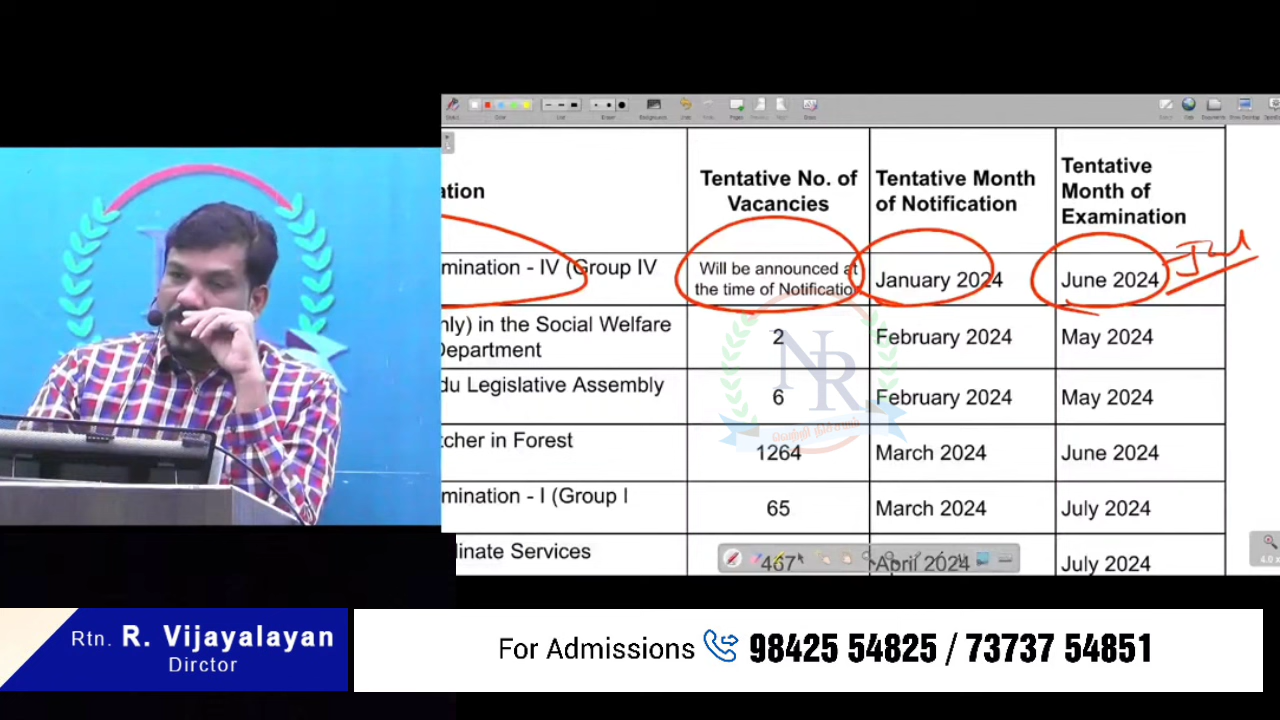 ation
Tentative No. of
Vacancies
Tentative Month
of Notification
Tentative
Month of
Examination
mination - IV (Group IV
Will be announced at
the time of Notification
January 2024
June 2024
nly) in the Social Welfare
Department
2
February 2024
May 2024
du Legislative Assembly
6
February 2024
May 2024
tcher in Forest
1264
March 2024
June 2024
mination - I (Group I
65
March 2024
July 2024
dinate Services
467
April 2024
July 2024
NR
Rtn. R. Vijayalayan
Dirctor
For Admissions 98425 54825 / 73737 54851